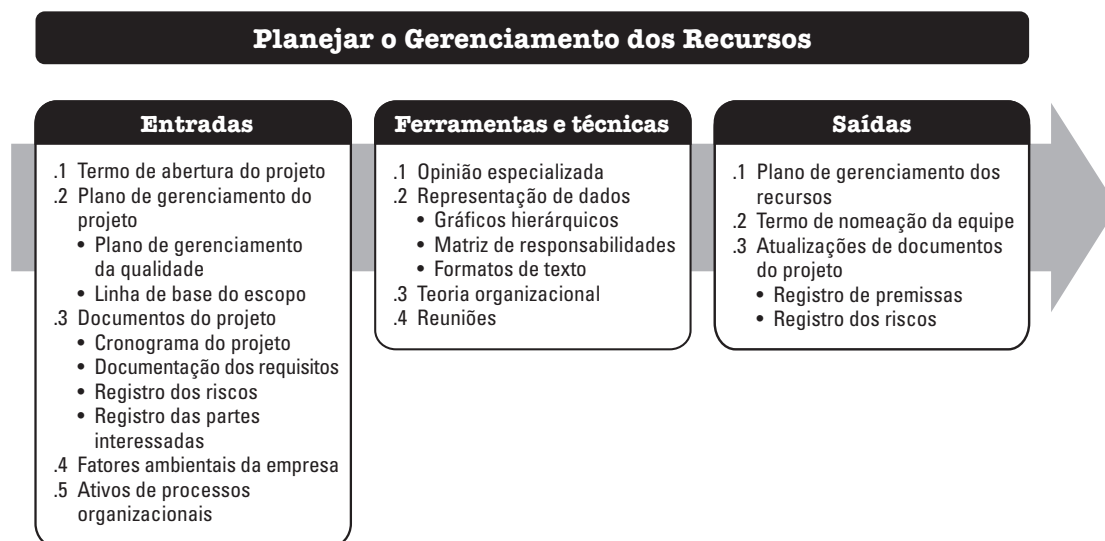 Planejar o Gerenciamento dos Recursos
Entradas
.1 Termo de abertura do projeto
.2 Plano de gerenciamento do
projeto
• Plano de gerenciamento
da qualidade
• Linha de base do escopo
.3 Documentos do projeto
• Cronograma do projeto
• Documentação dos requisitos
• Registro dos riscos
• Registro das partes
interessadas
.4 Fatores ambientais da empresa
.5 Ativos de processos
organizacionais
Ferramentas e técnicas
.1 Opinião especializada
.2 Representação de dados
• Gráficos hierárquicos
• Matriz de responsabilidades
• Formatos de texto
.3 Teoria organizacional
.4 Reuniões
Saídas
.1 Plano de gerenciamento dos
recursos
.2 Termo de nomeação da equipe
.3 Atualizações de documentos
do projeto
• Registro de premissas
• Registro dos riscos